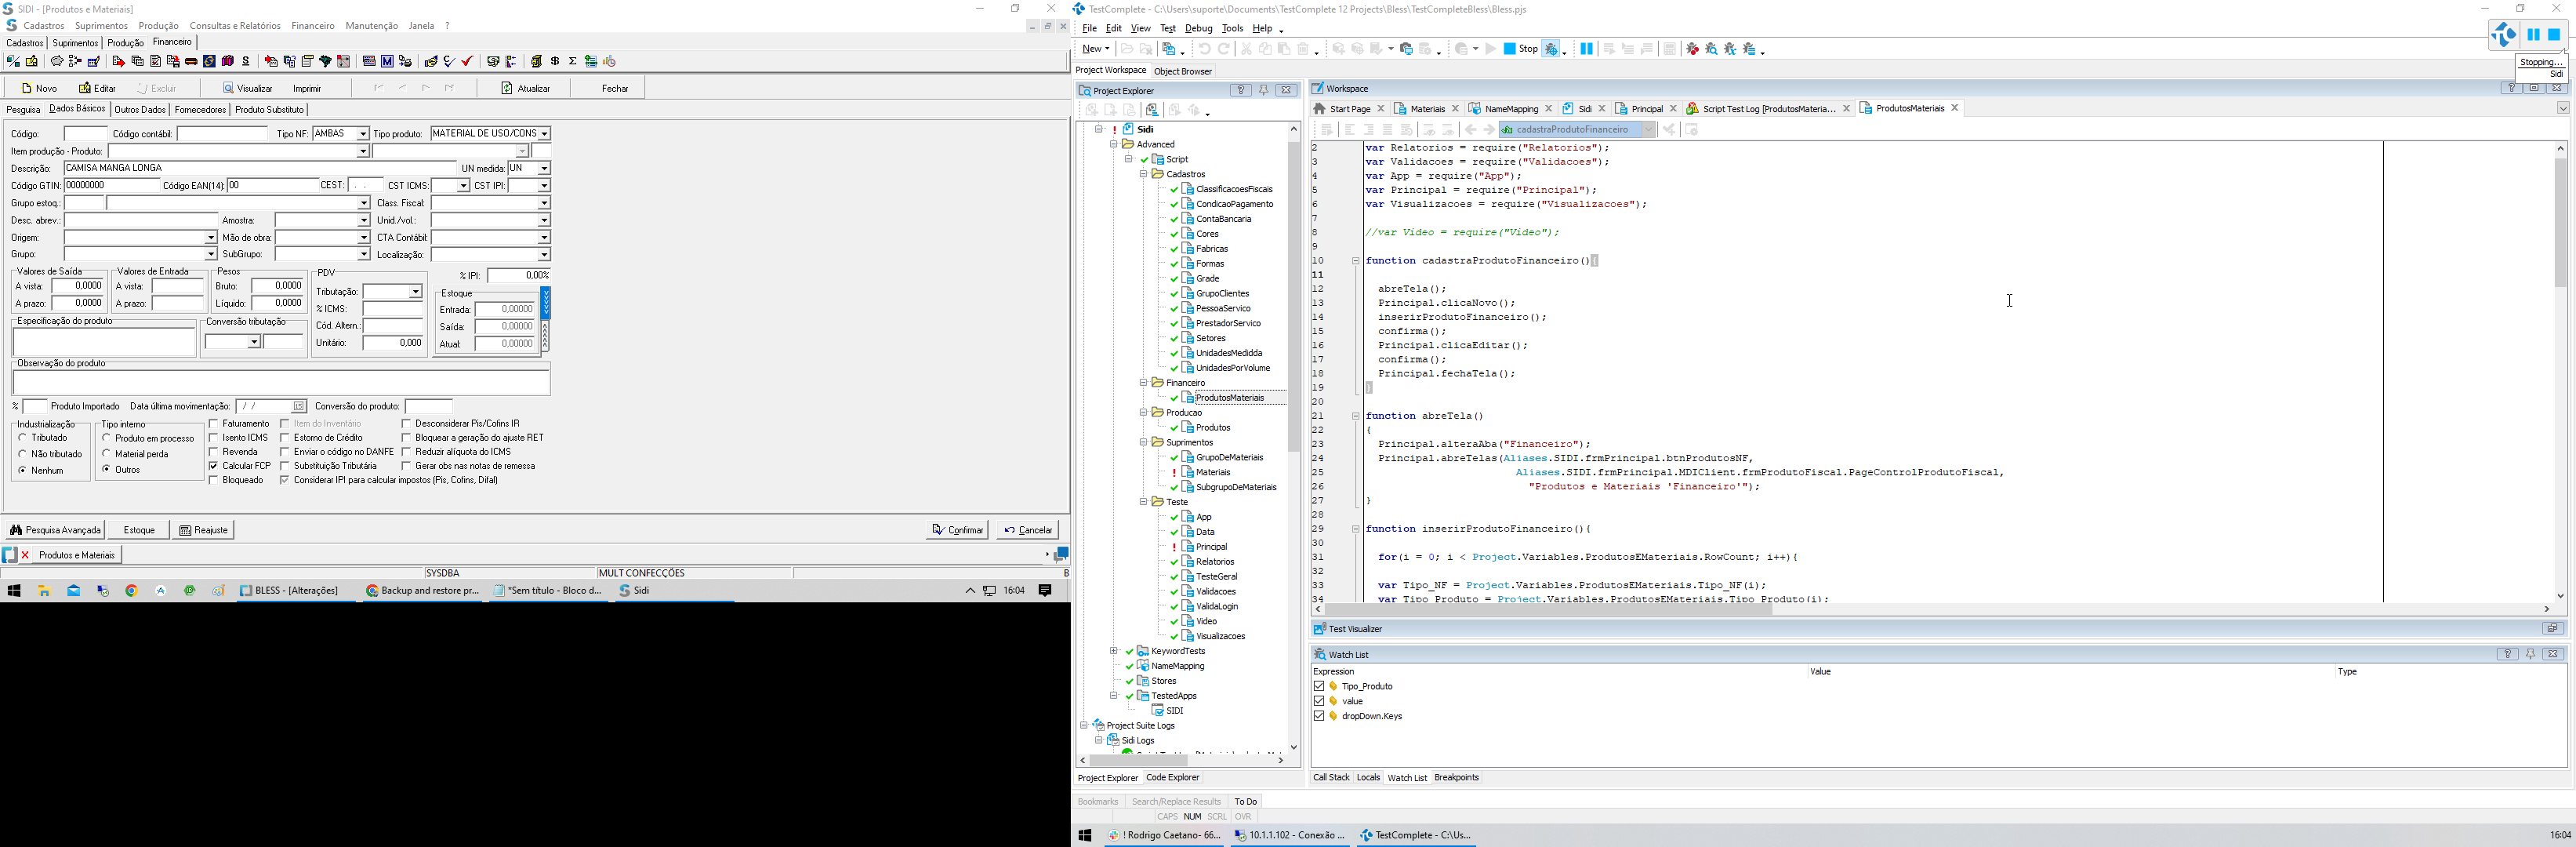 SIDI - [Produtos e Materiais]
Cadastros Suprimentos Produção Consultas e Relatórios Financeiro Manutenção Janela ?
Cadastros Suprimentos Produção Financeiro
Novo Editar Excluir Visualizar Imprimir Atualizar Fechar
Pesquisa Dados Básicos Outros Dados Fornecedores Produto Substituto
Código: Código contábil: Tipo NF: AMBAS Tipo produto: MATERIAL DE USO/CONS
Item produção - Produto:
Descrição: CAMISA MANGA LONGA UN medida: UN
Código GTIN: 00000000 Código EAN(14): 00 CEST: . . CST ICMS: CST IPI:
Grupo estoq.: Class. Fiscal:
Desc. abrev.: Amostra: Unid./vol.:
Origem: Mão de obra: CTA Contábil:
Grupo: SubGrupo: Localização:
Valores de Saída Valores de Entrada Pesos PDV % IPI: 0,00%
A vista: 0,0000 A vista: Bruto: 0,0000 Tributação: Estoque
A prazo: 0,0000 A prazo: Líquido: 0,0000 % ICMS: Entrada: 0,00000
Especificação do produto Conversão tributação Cód. Altern.: Saída: 0,00000
Unitário: 0,000 Atual: 0,00000
Observação do produto
% Produto Importado Data última movimentação: / / Conversão do produto:
Industrialização Tipo interno Faturamento Item do Inventário Desconsiderar Pis/Cofins IR
Tributado Produto em processo Isento ICMS Estorno de Crédito Bloquear a geração do ajuste RET
Não tributado Material perda Revenda Enviar o código no DANFE Reduzir alíquota do ICMS
Nenhum Outros Calcular FCP Substituição Tributária Gerar obs nas notas de remessa
Bloqueado Considerar IPI para calcular impostos (Pis, Cofins, Difal)
Pesquisa Avançada Estoque Reajuste Confirmar Cancelar
Produtos e Materiais
SYSDBA MULT CONFECÇÕES B
BLESS - [Alterações] Backup and restore pr... *Sem título - Bloco d... Sidi 16:04
TestComplete - C:\Users\suporte\Documents\TestComplete 12 Projects\Bless\TestCompleteBless\Bless.pjs
File Edit View Test Debug Tools Help
New Stop
Stopping...
Sidi
Project Workspace Object Browser
Project Explorer
Sidi
Advanced
Script
Cadastros
ClassificacoesFiscais
CondicaoPagamento
ContaBancaria
Cores
Fabricas
Formas
Grade
GrupoClientes
PessoaServico
PrestadorServico
Setores
UnidadesMedidda
UnidadesPorVolume
Financeiro
ProdutosMateriais
Producao
Produtos
Suprimentos
GrupoDeMateriais
Materiais
SubgrupoDeMateriais
Teste
App
Data
Principal
Relatorios
TesteGeral
Validacoes
ValidaLogin
Video
Visualizacoes
KeywordTests
NameMapping
Stores
TestedApps
SIDI
Project Suite Logs
Sidi Logs
Project Explorer Code Explorer
Workspace
Start Page Materiais NameMapping Sidi Principal Script Test Log [ProdutosMateria... ProdutosMateriais
cadastraProdutoFinanceiro
2 var Relatorios = require("Relatorios");
3 var Validacoes = require("Validacoes");
4 var App = require("App");
5 var Principal = require("Principal");
6 var Visualizacoes = require("Visualizacoes");
7
8 //var Video = require("Video");
9
10 function cadastraProdutoFinanceiro(){
11
12 abreTela();
13 Principal.clicaNovo();
14 inserirProdutoFinanceiro();
15 confirma();
16 Principal.clicaEditar();
17 confirma();
18 Principal.fechaTela();
19 }
20
21 function abreTela()
22 {
23 Principal.alteraAba("Financeiro");
24 Principal.abreTelas(Aliases.SIDI.frmPrincipal.btnProdutosNF,
25 Aliases.SIDI.frmPrincipal.MDIClient.frmProdutoFiscal.PageControlProdutoFiscal,
26 "Produtos e Materiais 'Financeiro'");
27 }
28
29 function inserirProdutoFinanceiro(){
30
31 for(i = 0; i < Project.Variables.ProdutosEMateriais.RowCount; i++){
32
33 var Tipo_NF = Project.Variables.ProdutosEMateriais.Tipo_NF(i);
34 var Tipo_Produto = Project.Variables.ProdutosEMateriais.Tipo_Produto(i);
Test Visualizer
Watch List
Expression Value Type
Tipo_Produto
value
dropDown.Keys
Call Stack Locals Watch List Breakpoints
Bookmarks Search/Replace Results To Do
CAPS NUM SCRL OVR
! Rodrigo Caetano- 66... 10.1.1.102 - Conexão ... TestComplete - C:\Us... 16:04